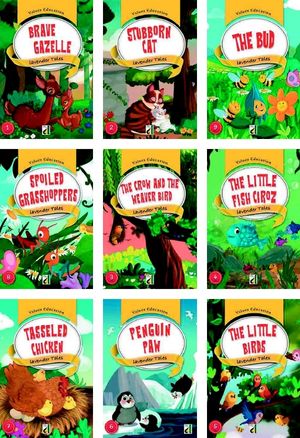 Values Education
BRAVE
GAZELLE
Lavender Tales
1
Values Education
STUBBORN
CAT
Lavender Tales
2
Values Education
THE BUD
Lavender Tales
9
Values Education
SPOILED
GRASSHOPPERS
Lavender Tales
8
Values Education
THE CROW AND THE
WEAVER BIRD
Lavender Tales
3
Values Education
THE LITTLE
FISH CIROZ
Lavender Tales
4
Values Education
TASSELED
CHICKEN
Lavender Tales
7
Values Education
PENGUIN
PAW
Lavender Tales
6
Values Education
THE LITTLE
BIRDS
Lavender Tales
5